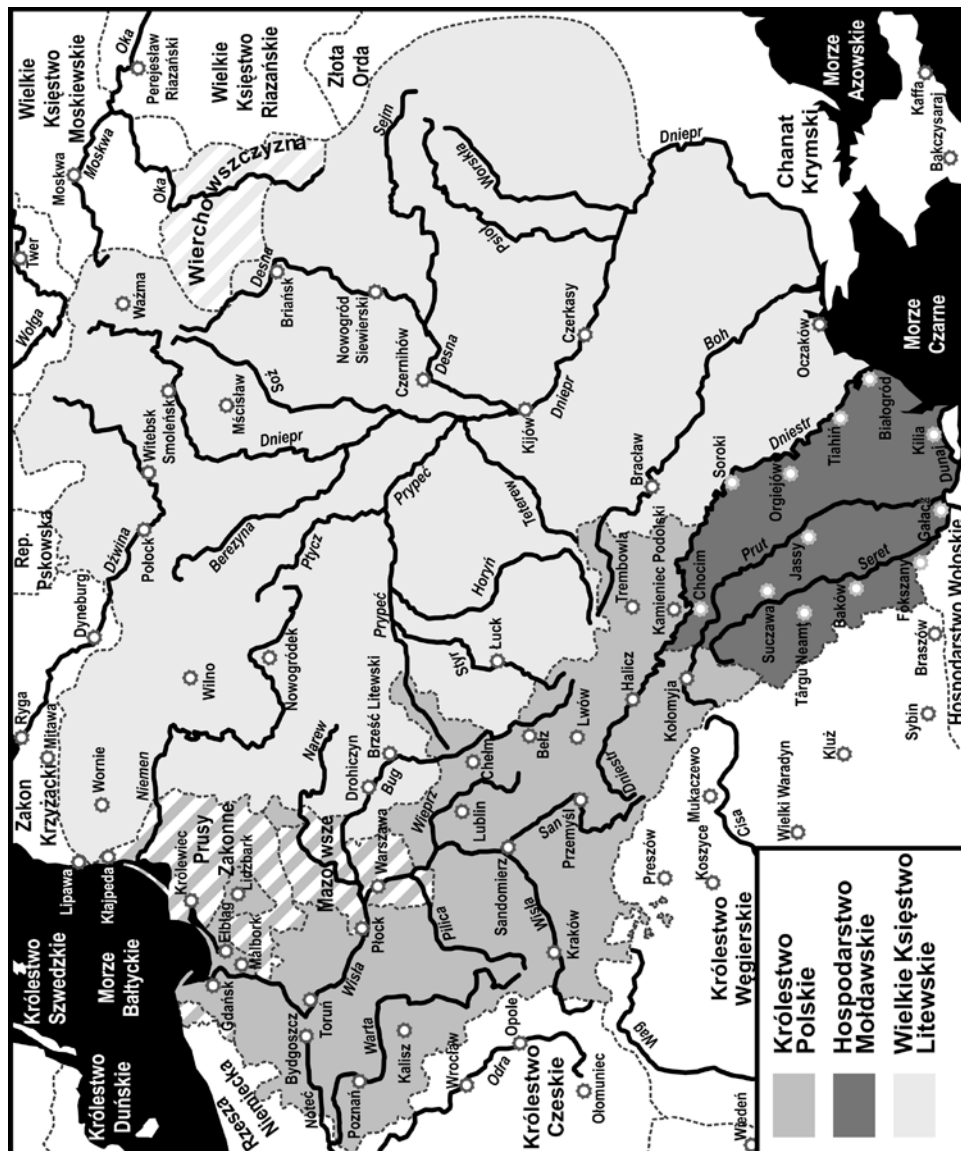 Królestwo
Szwedzkie
Morze
Bałtyckie
Królestwo
Duńskie
Lipawa
Kłajpeda
Zakon
Krzyżacki
Ryga
Mitawa
Wornie
Niemen
Dyneburg
Dźwina
Rep.
Pskowska
Połock
Witebsk
Smoleńsk
Wołga
Twer
Wiaźma
Moskwa
Moskwa
Wielkie
Księstwo
Moskiewskie
Oka
Perejesław
Riazański
Wielkie
Księstwo
Riazańskie
Złota
Orda
Oka
Wierchowszczyzna
Desna
Briańsk
Nowogród
Siewierski
Sejm
Worskla
Psioł
Mścisław
Soż
Dniepr
Czernihów
Desna
Berezyna
Ptycz
Wilno
Nowogródek
Królewiec
Prusy
Zakonne
Lidzbark
Elbląg
Malbork
Gdańsk
Narew
Mazowsze
Drohiczyn
Brześć Litewski
Bug
Warszawa
Płock
Wisła
Toruń
Bydgoszcz
Rzesza
Niemiecka
Noteć
Poznań
Warta
Kalisz
Pilica
Wieprz
Lublin
Chełm
Prypeć
Prypeć
Styr
Horyń
Łuck
Teterew
Kijów
Dniepr
Czerkasy
Dniepr
Chanat
Krymski
Morze
Azowskie
Kaffa
Bakczysaraj
Boh
Bracław
Oczaków
Morze
Czarne
Wrocław
Odra
Opole
Królestwo
Czeskie
Ołomuniec
Kraków
Wisła
Sandomierz
San
Przemyśl
Bełz
Lwów
Halicz
Dniestr
Trembowla
Kamieniec Podolski
Chocim
Kołomyja
Soroki
Dniestr
Orgiejów
Tiahiń
Białogród
Kilia
Dunaj
Gałacz
Prut
Jassy
Seret
Suczawa
Târgu Neamț
Baków
Fokszany
Hospodarstwo Wołoskie
Braszów
Sybin
Kluż
Wielki Waradyn
Cisa
Mukaczewo
Koszyce
Preszów
Królestwo
Węgierskie
Wag
Wiedeń
Królestwo
Polskie
Hospodarstwo
Mołdawskie
Wielkie Księstwo
Litewskie